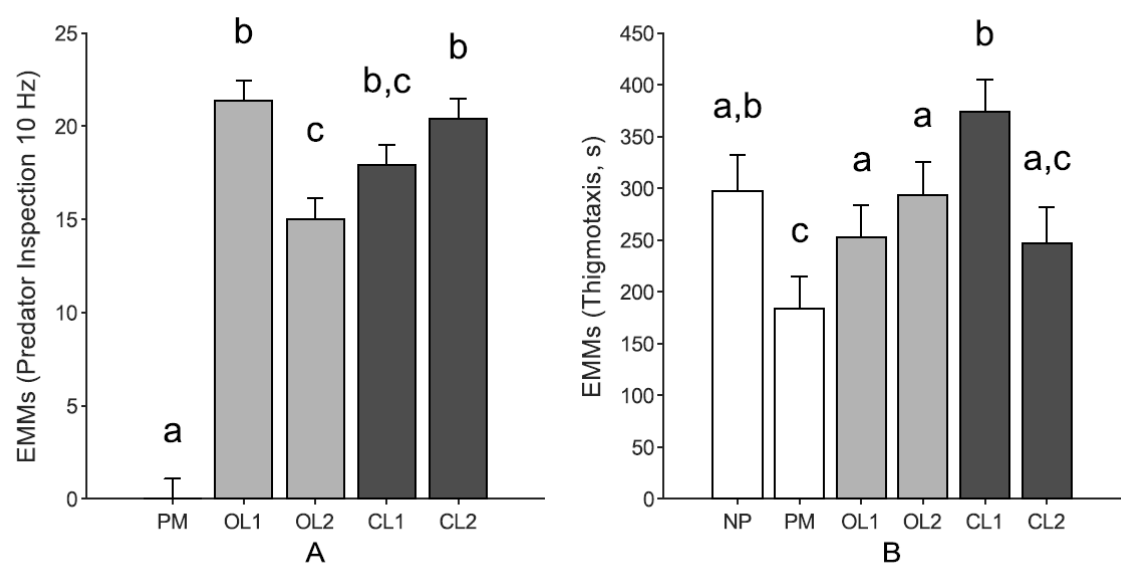 EMMs (Predator Inspection 10 Hz)
25
20
15
10
5
0
a
b
c
b,c
b
PM OL1 OL2 CL1 CL2
A
EMMs (Thigmotaxis, s)
450
400
350
300
250
200
150
100
50
0
a,b
c
a
a
b
a,c
NP PM OL1 OL2 CL1 CL2
B